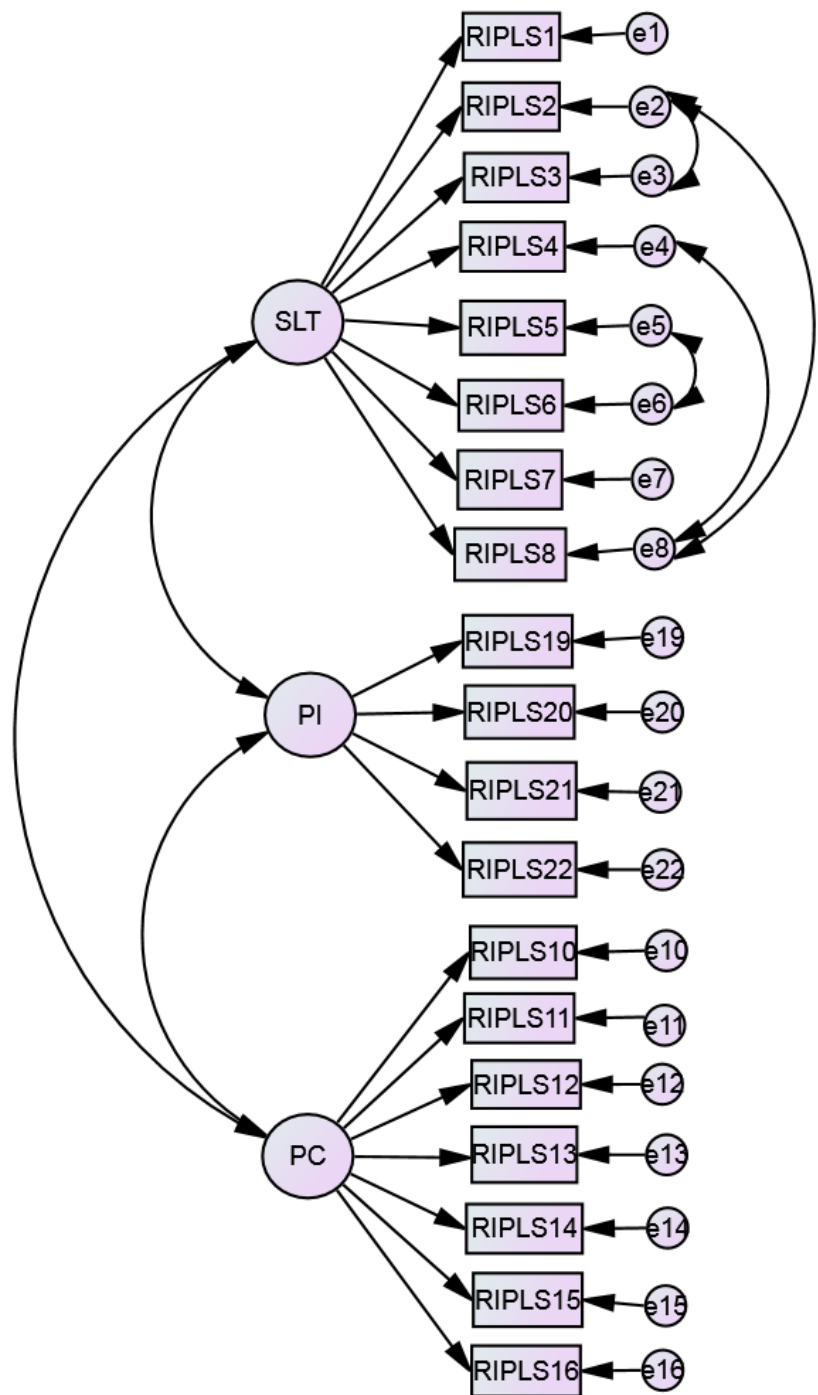 RIPLS1 e1
RIPLS2 e2
RIPLS3 e3
RIPLS4 e4
SLT
RIPLS5 e5
RIPLS6 e6
RIPLS7 e7
RIPLS8 e8
RIPLS19 e19
PI
RIPLS20 e20
RIPLS21 e21
RIPLS22 e22
RIPLS10 e10
RIPLS11 e11
RIPLS12 e12
PC
RIPLS13 e13
RIPLS14 e14
RIPLS15 e15
RIPLS16 e16